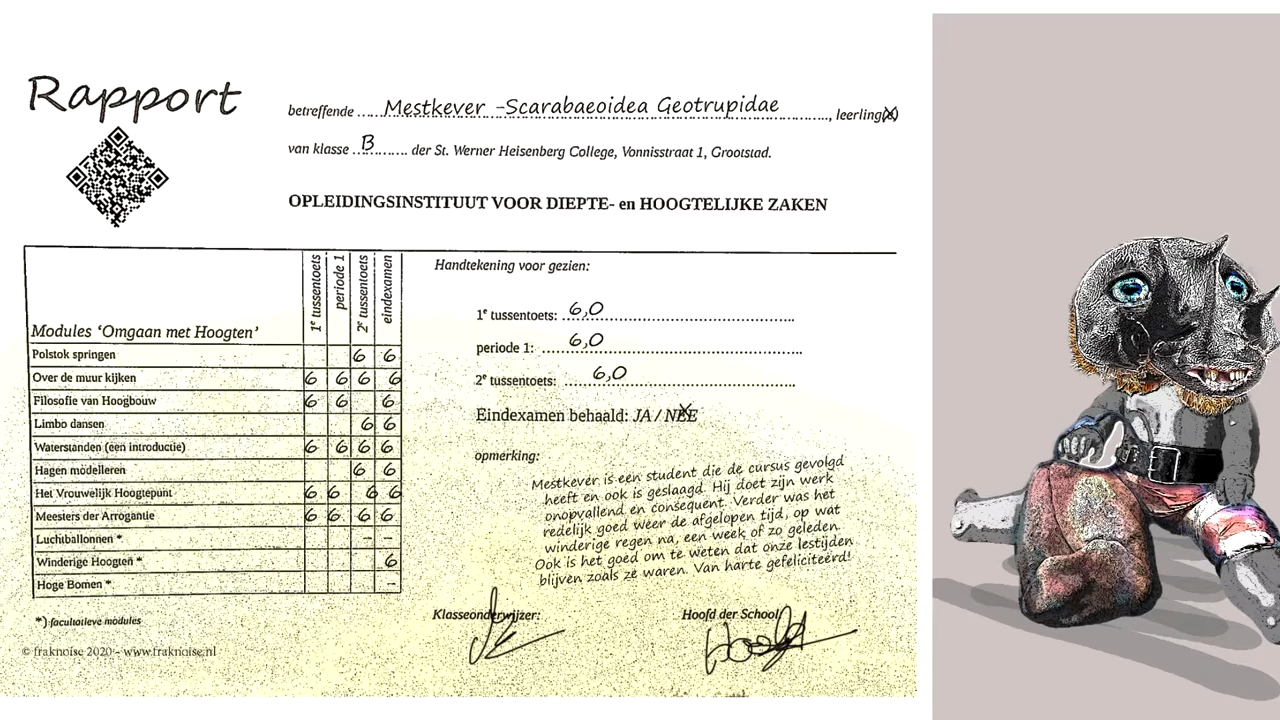 Rapport
betreffende ....Mestkever -Scarabaeoidea Geotrupidae........, leerling(e)
van klasse ....B........ der St. Werner Heisenberg College, Vonnisstraat 1, Grootstad.
OPLEIDINGSINSTITUUT VOOR DIEPTE- en HOOGTELIJKE ZAKEN
Modules ‘Omgaan met Hoogten’ 1e tussentoets periode 1 2e tussentoets eindexamen
Polstok springen 6 6
Over de muur kijken 6 6 6 6
Filosofie van Hoogbouw 6 6 6
Limbo dansen 6 6
Waterstanden (een introductie) 6 6 6 6
Hagen modelleren 6 6
Het Vrouwelijk Hoogtepunt 6 6 6 6
Meesters der Arrogantie 6 6 6 6
Luchtballonnen * - -
Winderige Hoogten * 6
Hoge Bomen * -
*) facultatieve modules
© fraknoise 2020 - www.fraknoise.nl
Handtekening voor gezien:
1e tussentoets: 6,0
periode 1: 6,0
2e tussentoets: 6,0
Eindexamen behaald: JA / NEE
opmerking:
Mestkever is een student die de cursus gevolgd
heeft en ook is geslaagd. Hij doet zijn werk
onopvallend en consequent. Verder was het
redelijk goed weer de afgelopen tijd, op wat
winderige regen na, een week of zo geleden.
Ook is het goed om te weten dat onze lestijden
blijven zoals ze waren. Van harte gefeliciteerd!
Klasseonderwijzer:
Hoofd der School